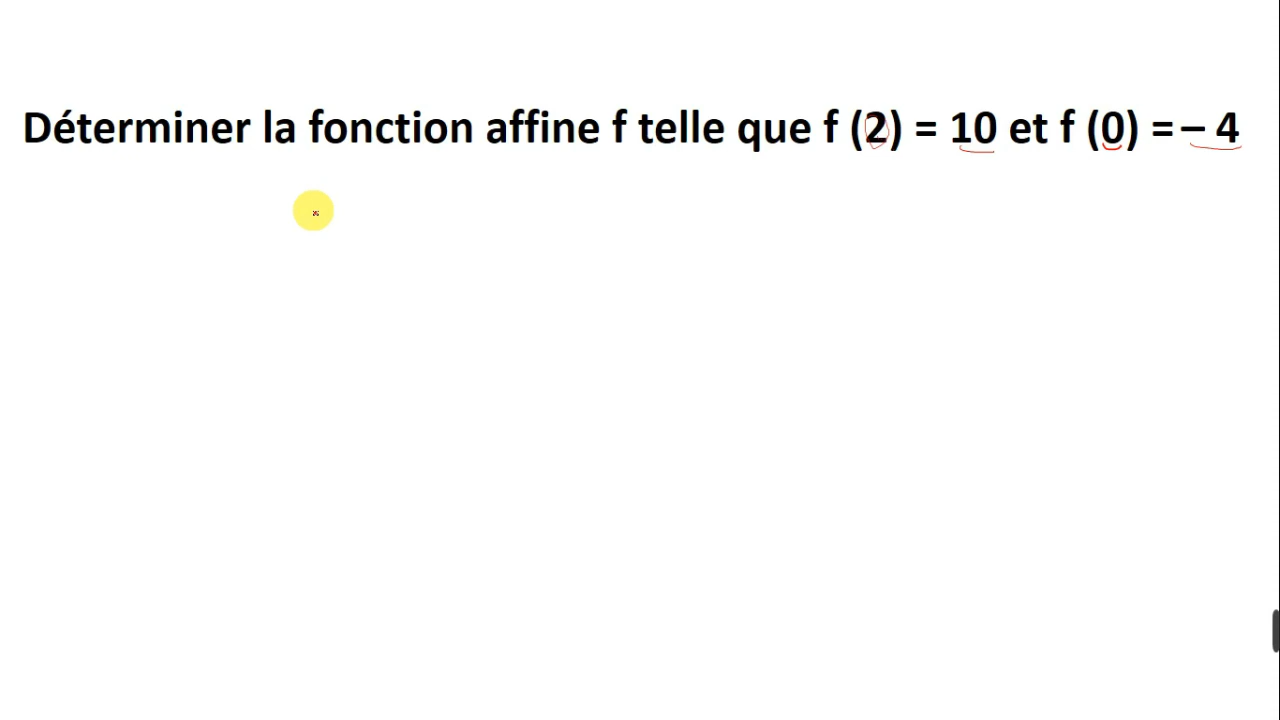 Déterminer la fonction affine f telle que f (2) = 10 et f (0) = – 4